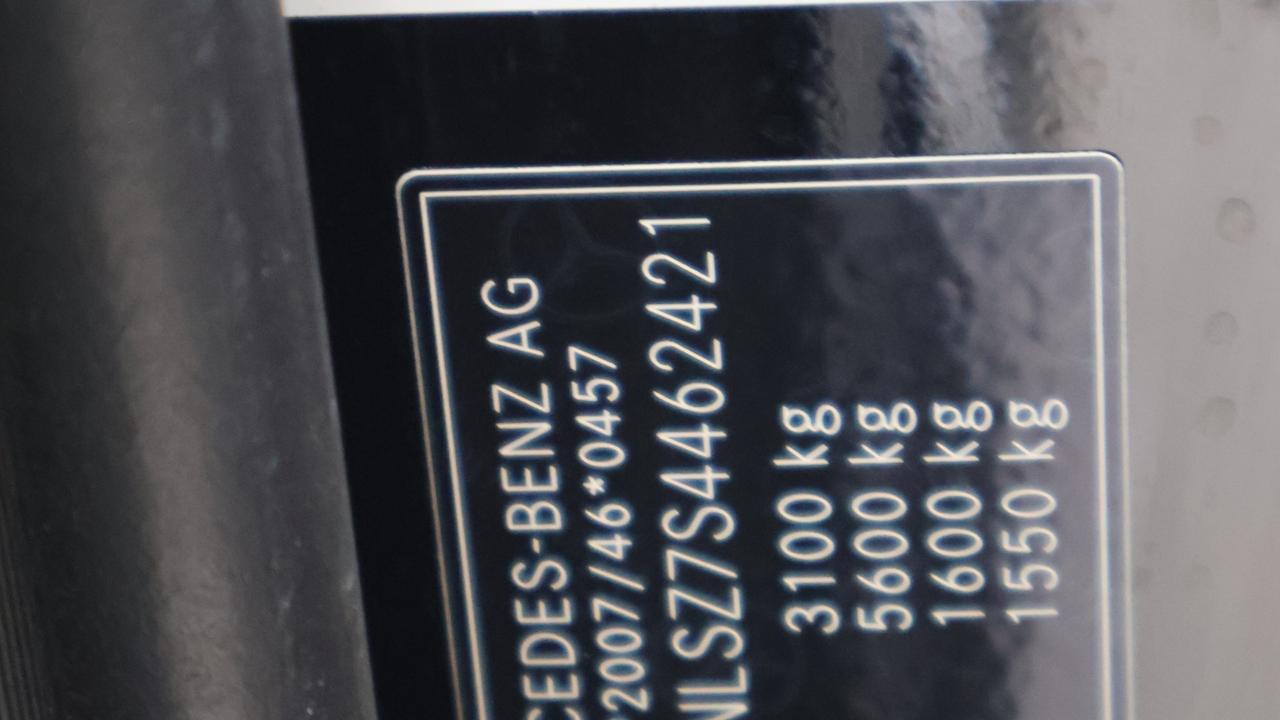 CEDES-BENZ AG
2007/46*0457
NLSZ7S4462421
3100 kg
5600 kg
1600 kg
1550 kg